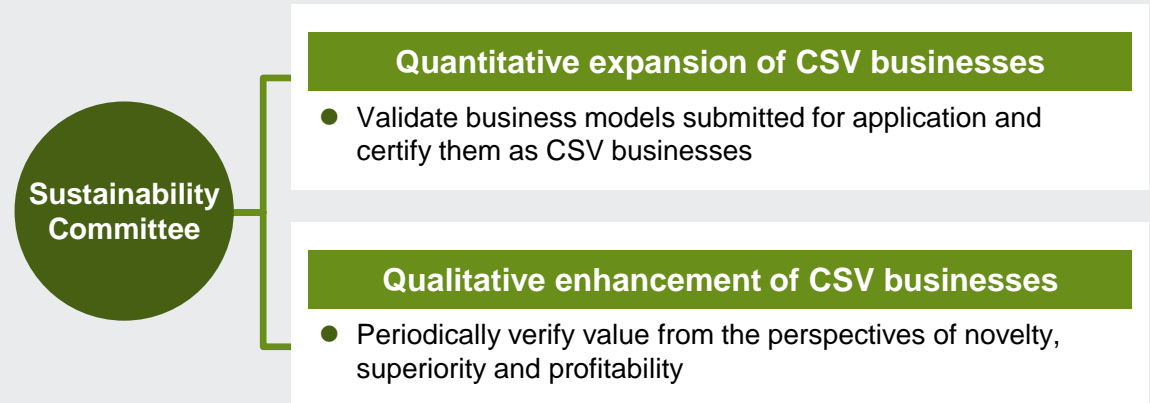 Sustainability
Committee
Quantitative expansion of CSV businesses
● Validate business models submitted for application and
certify them as CSV businesses
Qualitative enhancement of CSV businesses
● Periodically verify value from the perspectives of novelty,
superiority and profitability